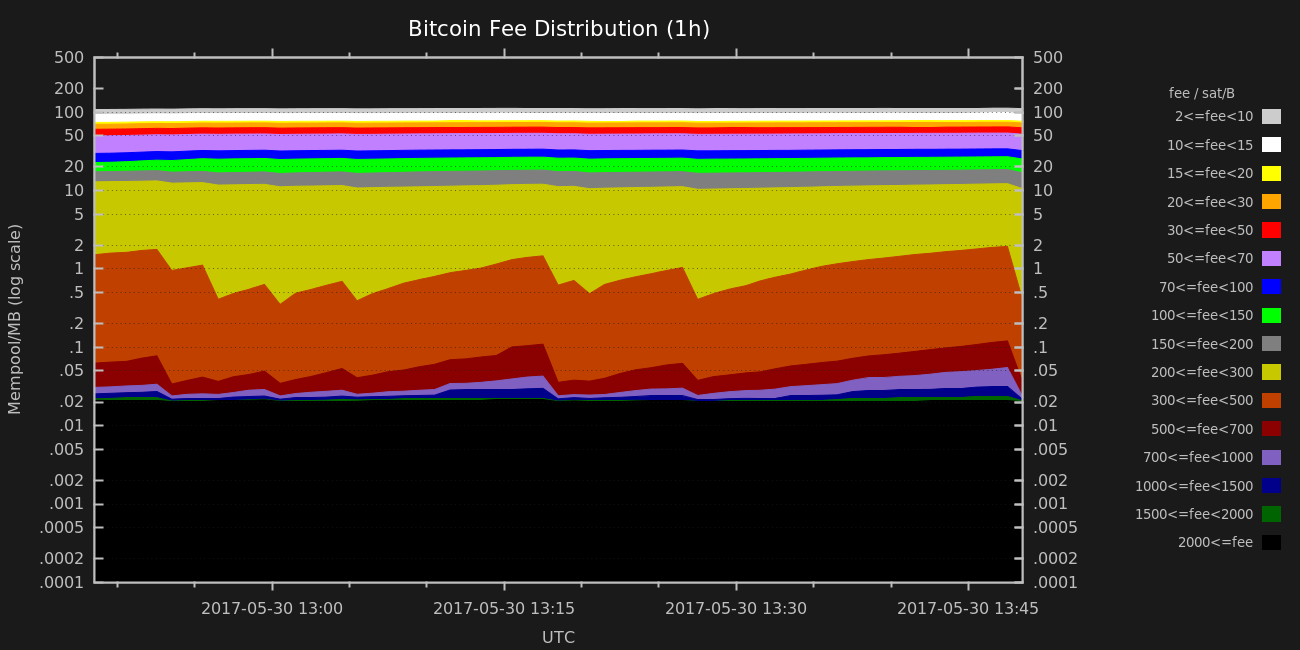 Bitcoin Fee Distribution (1h)
500 500
200 200
100 100
50 50
20 20
10 10
5 5
2 2
1 1
.5 .5
.2 .2
.1 .1
.05 .05
.02 .02
.01 .01
.005 .005
.002 .002
.001 .001
.0005 .0005
.0002 .0002
.0001 .0001
Mempool/MB (log scale)
2017-05-30 13:00 2017-05-30 13:15 2017-05-30 13:30 2017-05-30 13:45
UTC
fee / sat/B
2<=fee<10
10<=fee<15
15<=fee<20
20<=fee<30
30<=fee<50
50<=fee<70
70<=fee<100
100<=fee<150
150<=fee<200
200<=fee<300
300<=fee<500
500<=fee<700
700<=fee<1000
1000<=fee<1500
1500<=fee<2000
2000<=fee